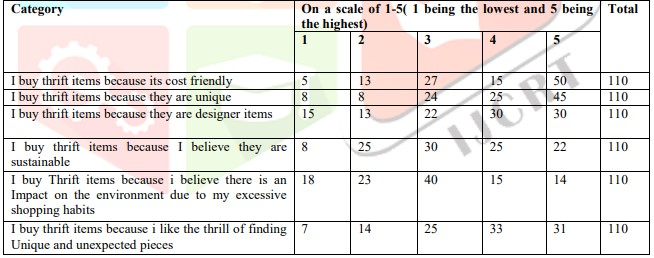 Category On a scale of 1-5( 1 being the lowest and 5 being Total
the highest)
1 2 3 4 5
I buy thrift items because its cost friendly 5 13 27 15 50 110
I buy thrift items because they are unique 8 8 24 25 45 110
I buy thrift items because they are designer items 15 13 22 30 30 110
I buy thrift items because I believe they are 8 25 30 25 22 110
sustainable
I buy Thrift items because i believe there is an 18 23 40 15 14 110
Impact on the environment due to my excessive
shopping habits
I buy thrift items because i like the thrill of finding 7 14 25 33 31 110
Unique and unexpected pieces
IJCRT